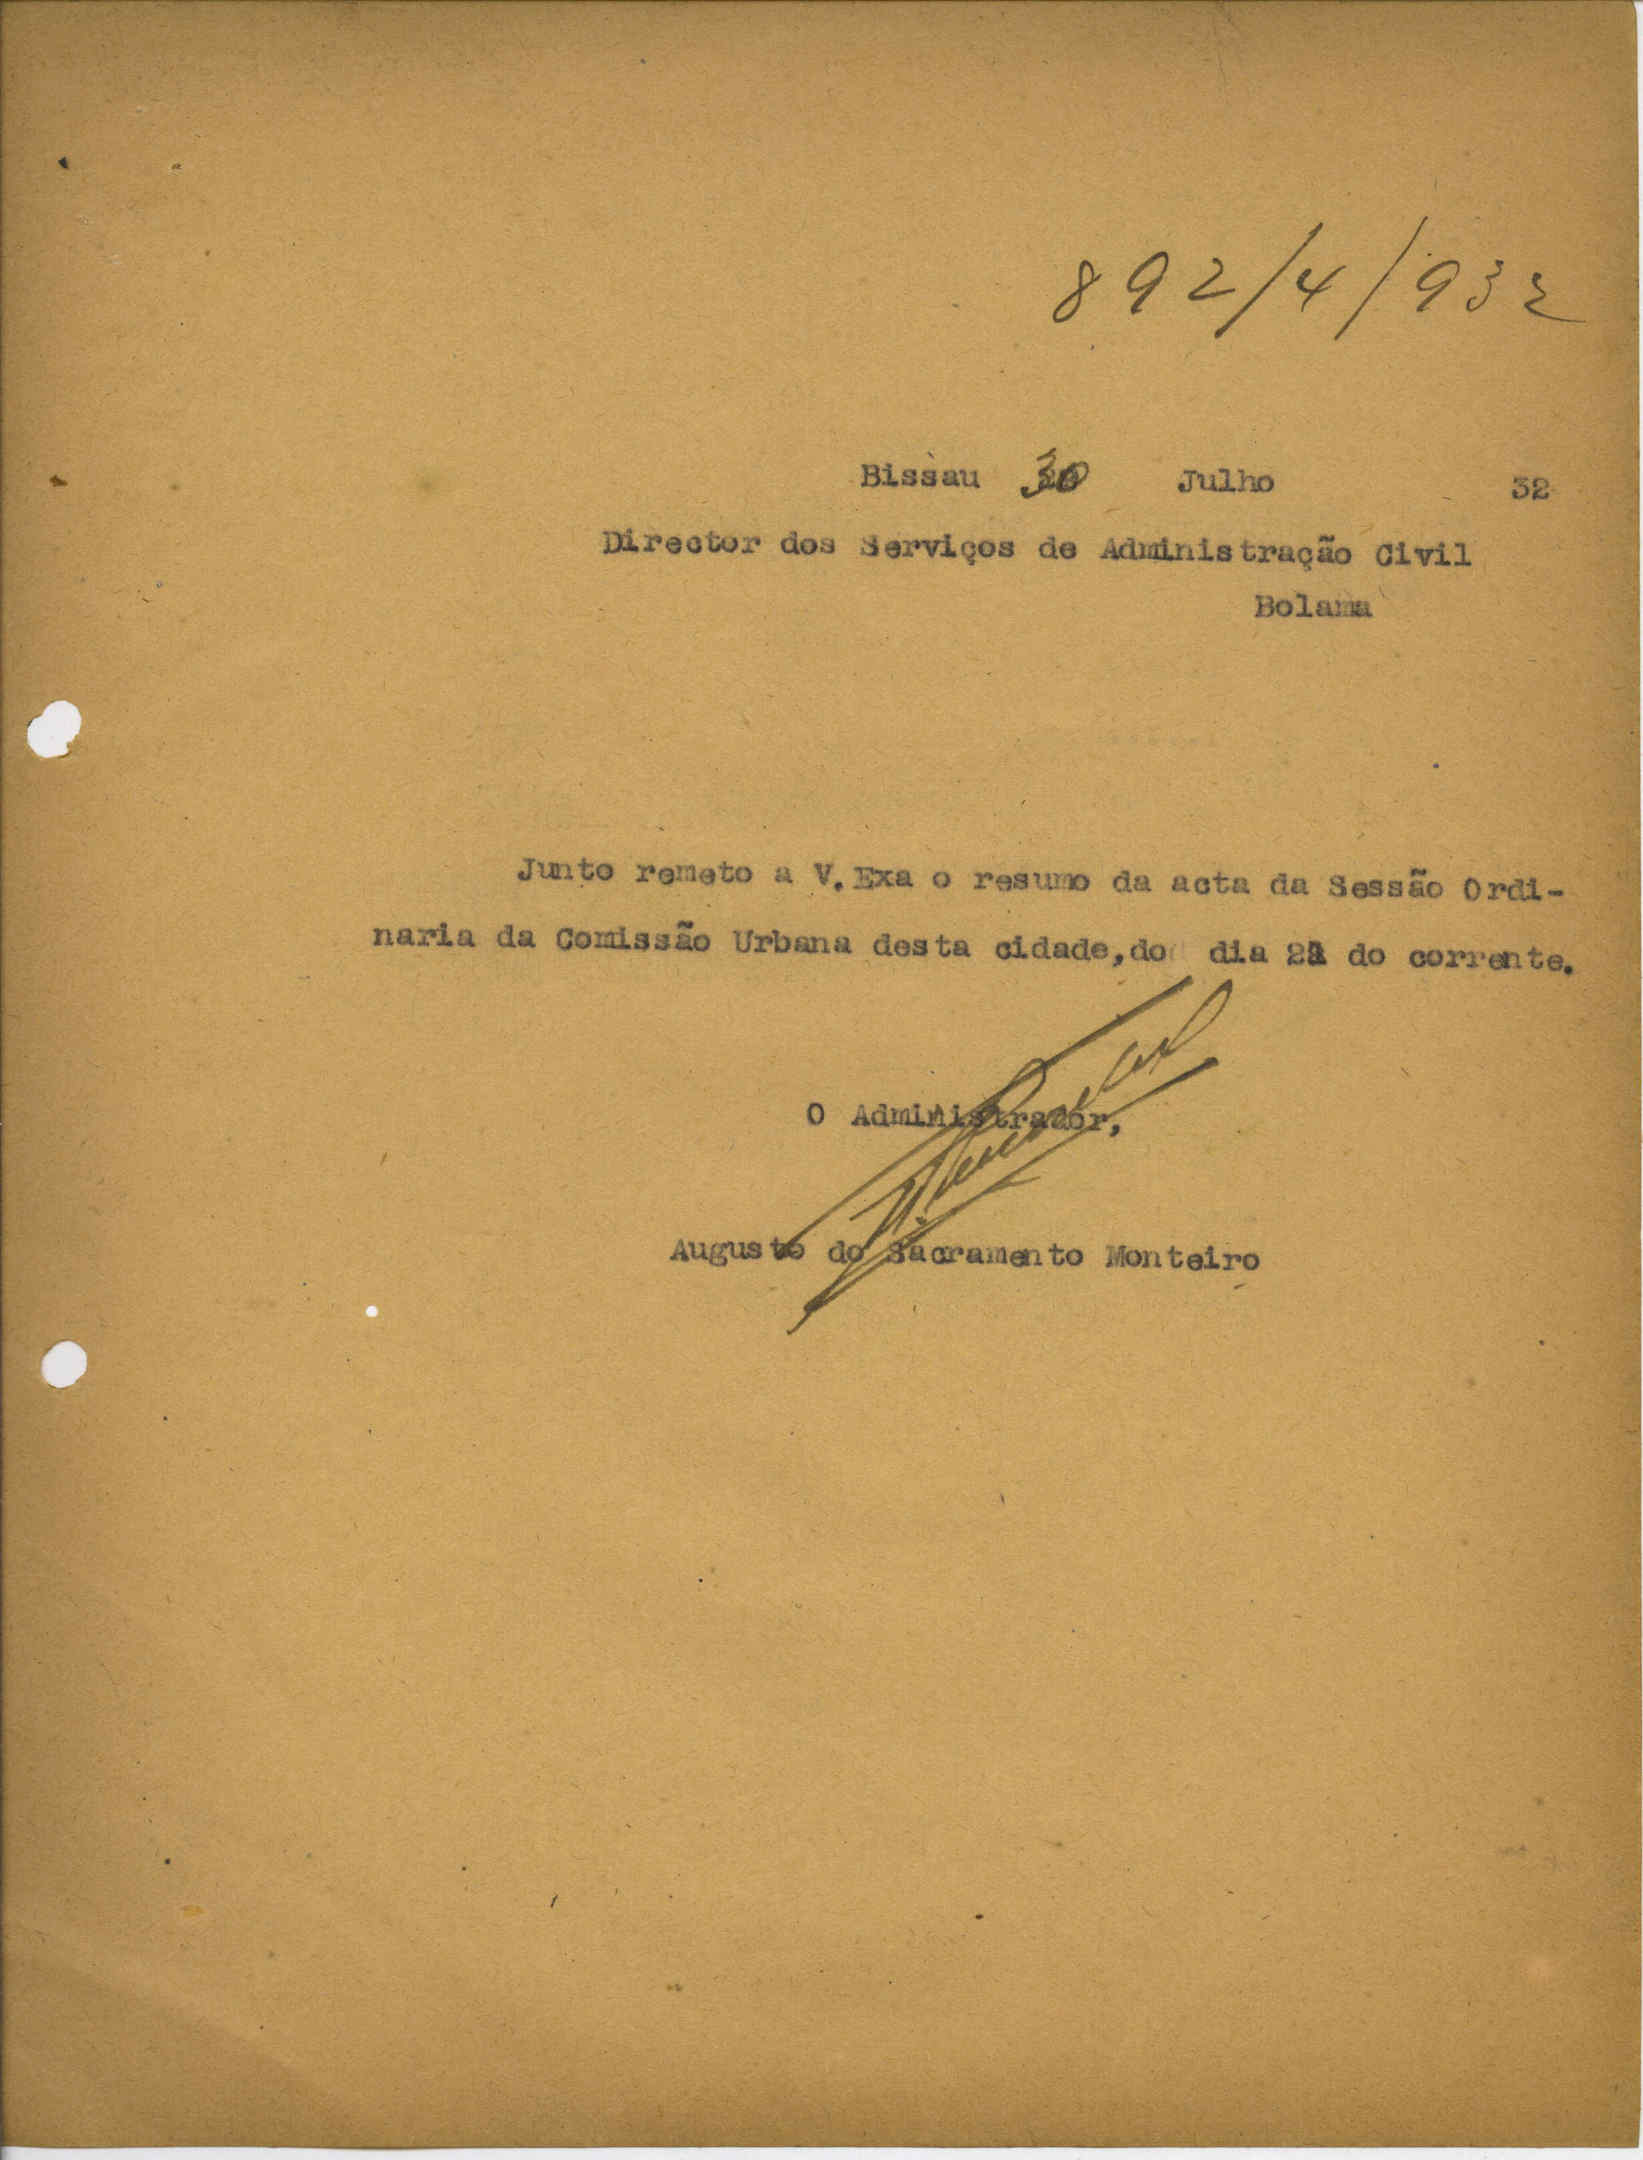 892/4/932
Bissau 30 Julho 32
Director dos Serviços de Administração Civil
Bolama
Junto remeto a V.Exa o resumo da acta da Sessão Ordi-
naria da Comissão Urbana desta cidade,do dia do corrente.
O Administrador,
Augusto do Sacramento Monteiro